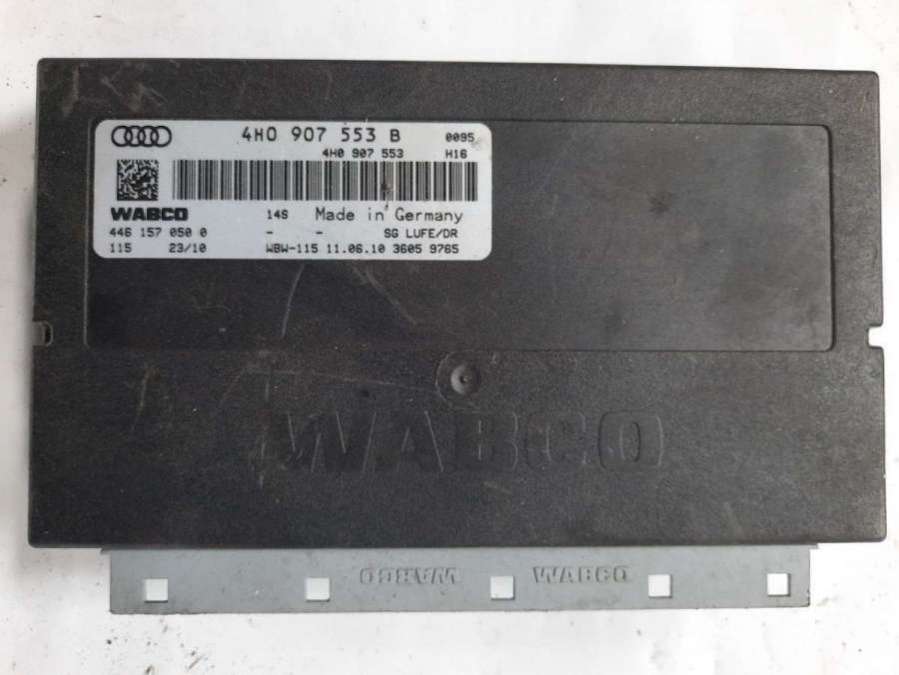 4H0 907 553 B 0095
4H0 907 553 H16
WABCO 14S Made in Germany
446 157 050 0 - - SG LUFE/DR
115 23/10 WBW-115 11.06.10 3605 9765
WABCO
WABCO WABCO